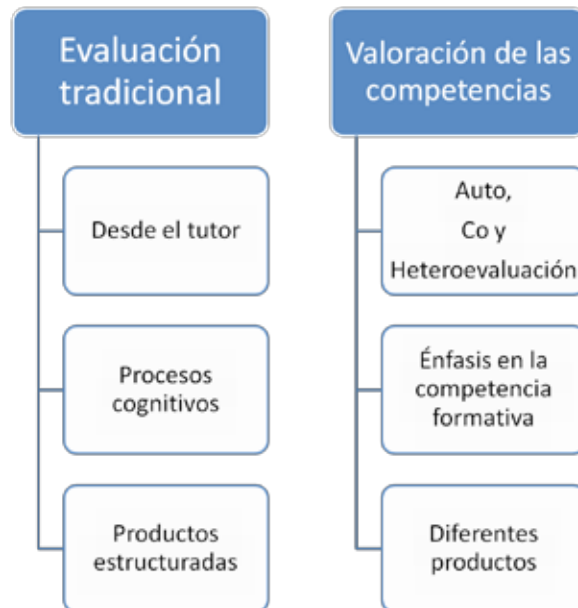 Evaluación
tradicional
Desde el tutor
Procesos
cognitivos
Productos
estructuradas
Valoración de las
competencias
Auto,
Co y
Heteroevaluación
Énfasis en la
competencia
formativa
Diferentes
productos